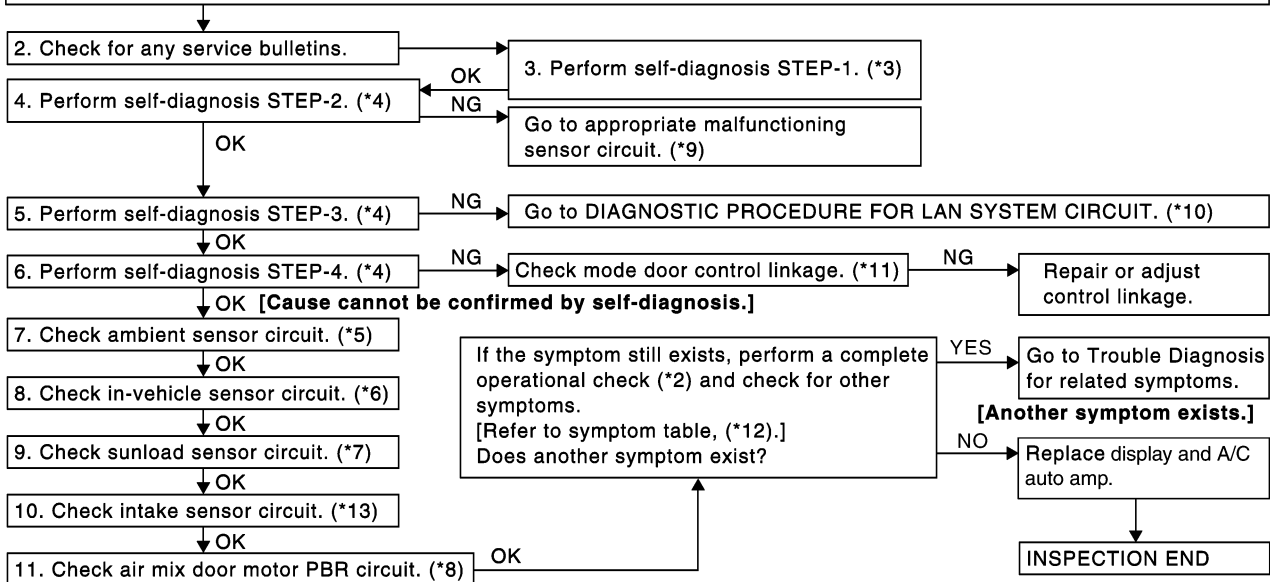 2. Check for any service bulletins.
3. Perform self-diagnosis STEP-1. (*3)
OK
4. Perform self-diagnosis STEP-2. (*4)
NG
Go to appropriate malfunctioning
sensor circuit. (*9)
OK
5. Perform self-diagnosis STEP-3. (*4)
NG
Go to DIAGNOSTIC PROCEDURE FOR LAN SYSTEM CIRCUIT. (*10)
OK
6. Perform self-diagnosis STEP-4. (*4)
NG
Check mode door control linkage. (*11)
NG
Repair or adjust
control linkage.
OK [Cause cannot be confirmed by self-diagnosis.]
7. Check ambient sensor circuit. (*5)
OK
8. Check in-vehicle sensor circuit. (*6)
OK
9. Check sunload sensor circuit. (*7)
OK
10. Check intake sensor circuit. (*13)
OK
11. Check air mix door motor PBR circuit. (*8)
OK
If the symptom still exists, perform a complete
operational check (*2) and check for other
symptoms.
[Refer to symptom table, (*12).]
Does another symptom exist?
YES
Go to Trouble Diagnosis
for related symptoms.
[Another symptom exists.]
NO
Replace display and A/C
auto amp.
INSPECTION END